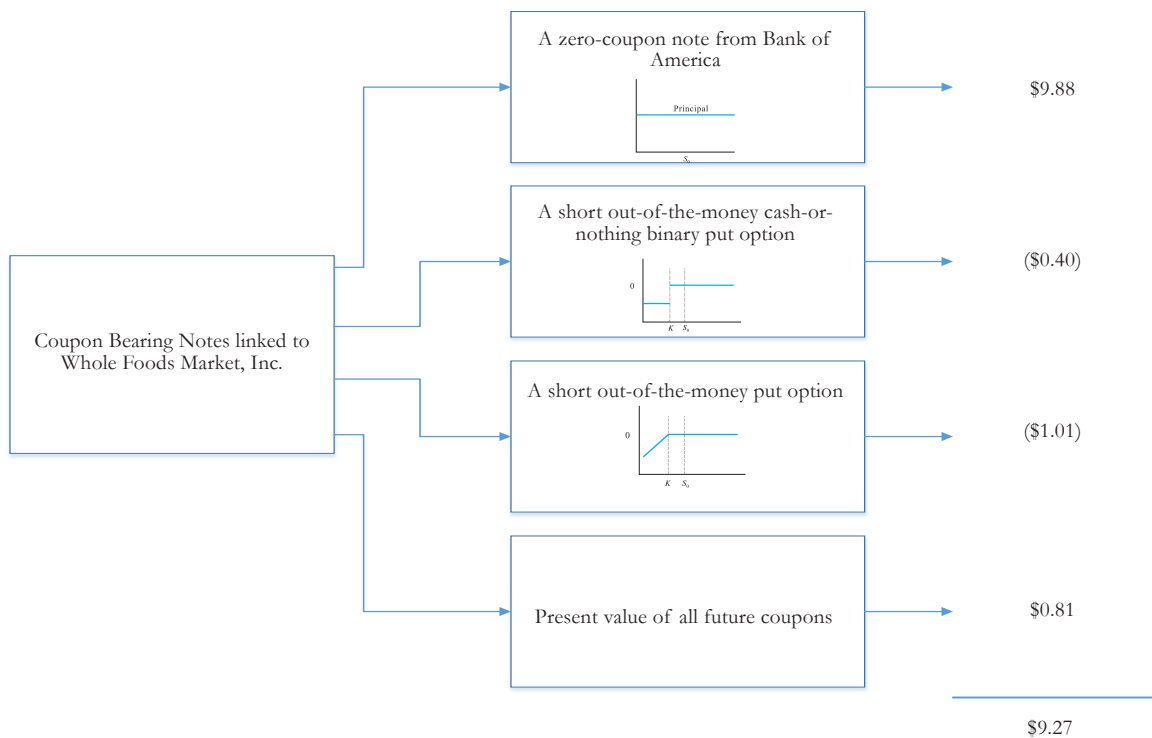 A zero-coupon note from Bank of
America
Principal
S₀
$9.88
A short out-of-the-money cash-or-
nothing binary put option
0
K S₀
($0.40)
Coupon Bearing Notes linked to
Whole Foods Market, Inc.
A short out-of-the-money put option
0
K S₀
($1.01)
Present value of all future coupons
$0.81
$9.27